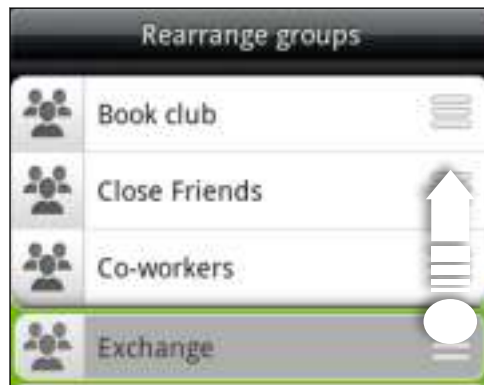 Rearrange groups
Book club
Close Friends
Co-workers
Exchange